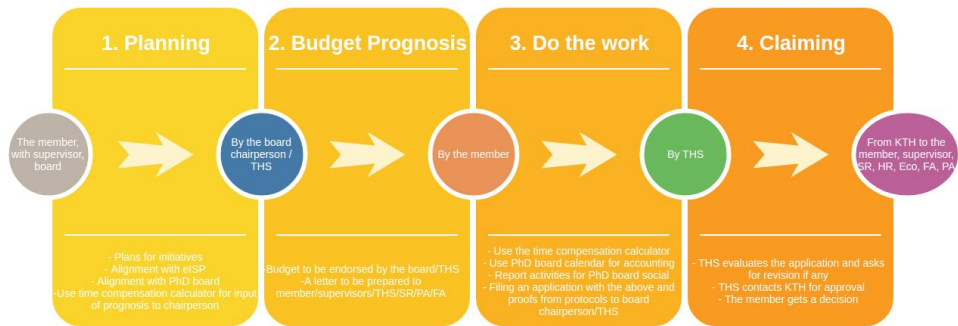 1. Planning
2. Budget Prognosis
3. Do the work
4. Claiming
The member,
with supervisor,
board
By the board
chairperson /
THS
By the member
By THS
From KTH to the
member, supervisor,
SR, HR, Eco, FA, PA
- Plans for initiatives
- Alignment with eISP
- Alignment with PhD board
-Use time compensation calculator for input
of prognosis to chairperson
-Budget to be endorsed by the board/THS
-A letter to be prepared to
member/supervisors/THS/SR/PA/FA
- Use the time compensation calculator
- Use PhD board calendar for accounting
- Report activities for PhD board social
- Filing an application with the above and
proofs from protocols to board
chairperson/THS
- THS evaluates the application and asks
for revision if any
- THS contacts KTH for approval
- The member gets a decision